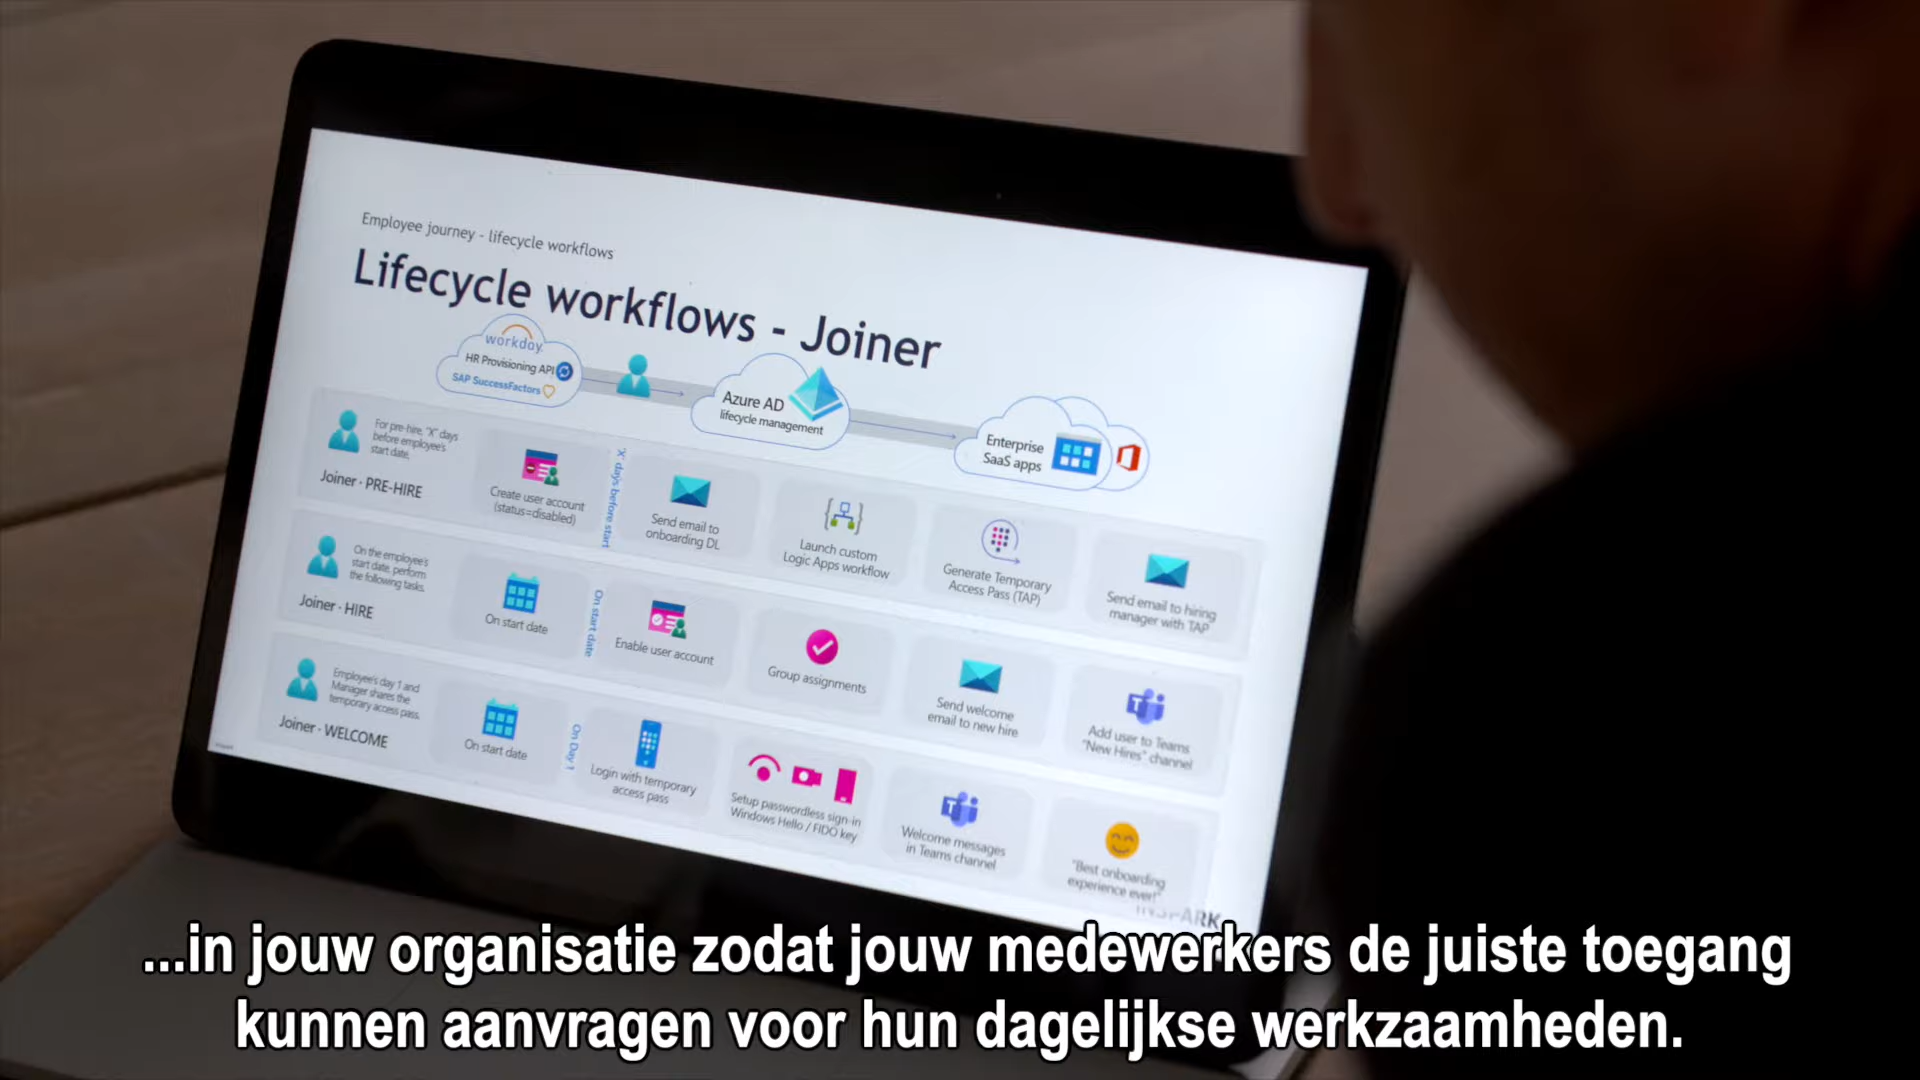 Employee journey - lifecycle workflows
Lifecycle workflows - Joiner
workday.
HR Provisioning API
SAP SuccessFactors
Azure AD
lifecycle management
Enterprise
SaaS apps
For pre-hire, "X" days
before employee's
start date,
Joiner · PRE-HIRE
Create user account
(status=disabled)
'X' days before start
Send email to
onboarding DL
Launch custom
Logic Apps workflow
Generate Temporary
Access Pass (TAP)
Send email to hiring
manager with TAP
On the employee's
start date, perform
the following tasks,
Joiner · HIRE
On start date
On start date
Enable user account
Group assignments
Send welcome
email to new hire
Add user to Teams
"New Hires" channel
Employee's day 1 and
Manager shares the
temporary access pass,
Joiner · WELCOME
On start date
On Day 1
Login with temporary
access pass
Setup passwordless sign-in
Windows Hello / FIDO key
Welcome messages
in Teams channel
"Best onboarding
experience ever!"
INSPARK
...in jouw organisatie zodat jouw medewerkers de juiste toegang
kunnen aanvragen voor hun dagelijkse werkzaamheden.